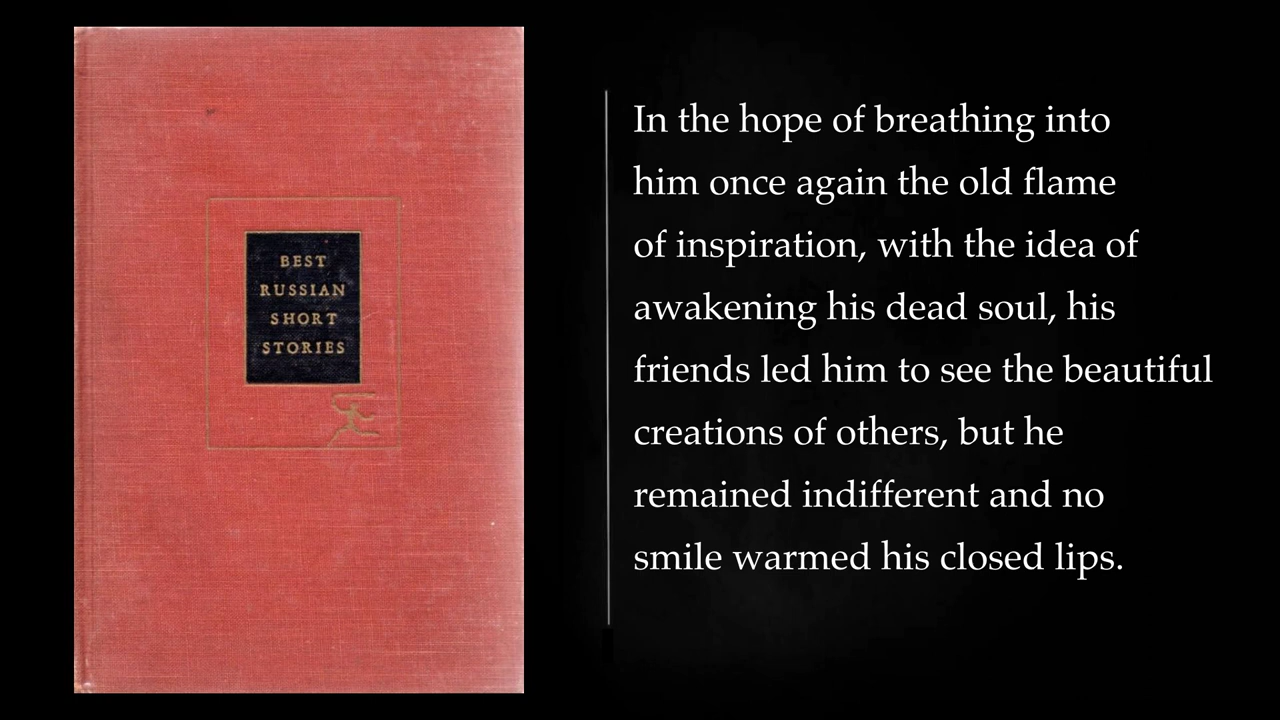 BEST
RUSSIAN
SHORT
STORIES
In the hope of breathing into
him once again the old flame
of inspiration, with the idea of
awakening his dead soul, his
friends led him to see the beautiful
creations of others, but he
remained indifferent and no
smile warmed his closed lips.